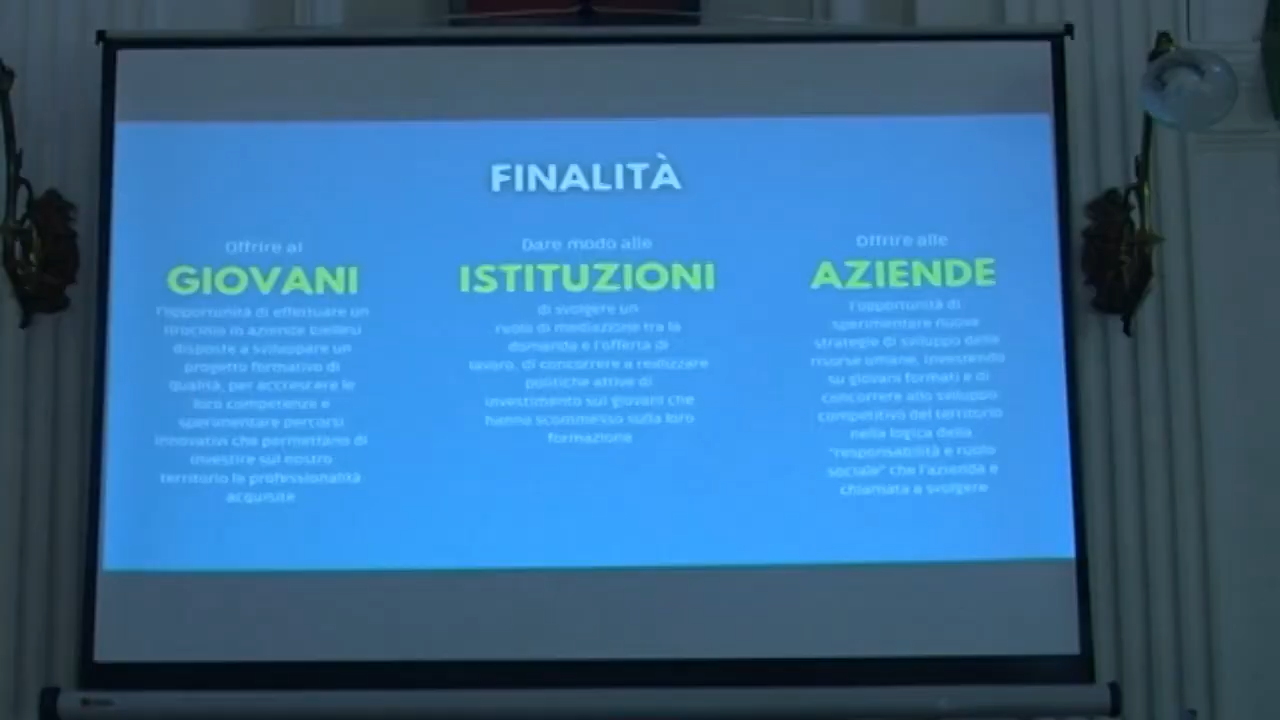 FINALITÀ
Offrire ai
GIOVANI
l'opportunità di effettuare un
tirocinio in aziende
disposte a sviluppare un
progetto formativo di
qualità, per accrescere le
loro competenze e
sperimentare percorsi
innovativi che permettano di
investire sul nostro
territorio le professionalità
acquisite
Dare modo alle
ISTITUZIONI
di svolgere un
ruolo di mediazione tra la
domanda e l'offerta di
lavoro, di concorrere a realizzare
politiche attive di
investimento sui giovani che
hanno scommesso sulla loro
formazione
Offrire alle
AZIENDE
l'opportunità di
sperimentare nuove
strategie di sviluppo delle
risorse umane, investendo
su giovani formati e di
concorrere allo sviluppo
competitivo del territorio
nella logica della
"responsabilità e ruolo
sociale" che l'azienda è
chiamata a svolgere